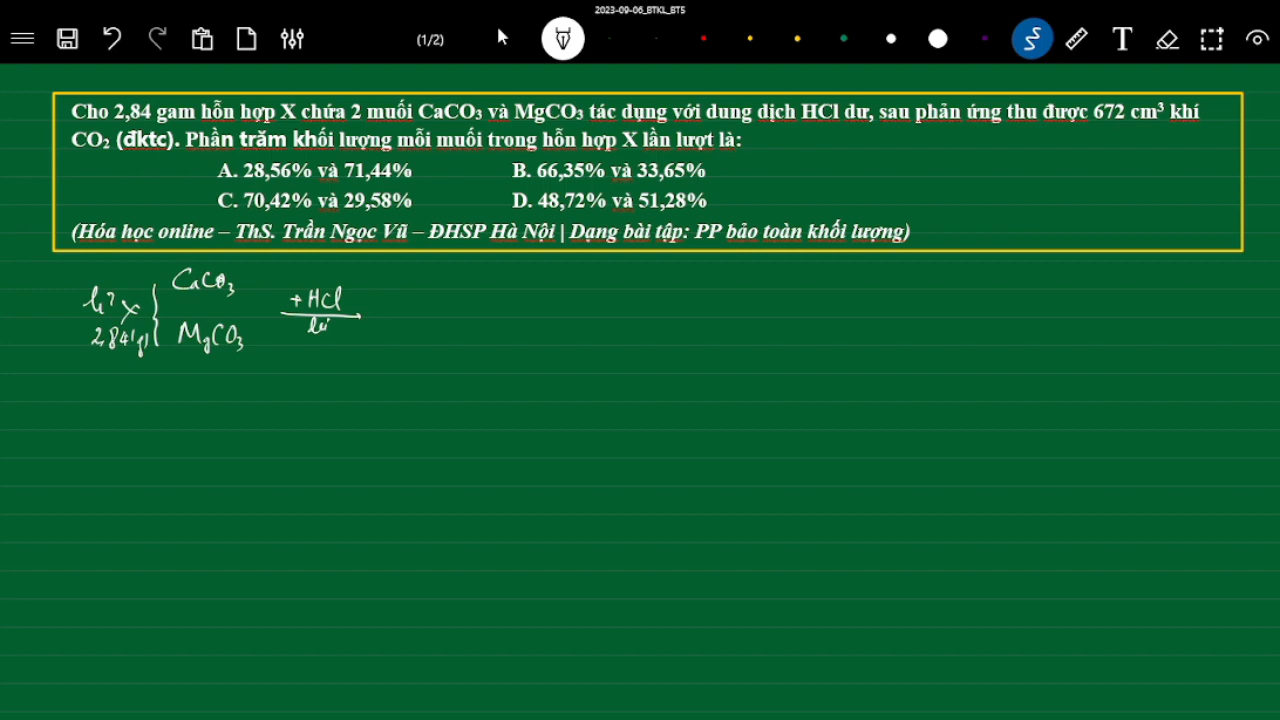 2023-09-06_BTKL_BT5
(1/2)
T
Cho 2,84 gam hỗn hợp X chứa 2 muối CaCO₃ và MgCO₃ tác dụng với dung dịch HCl dư, sau phản ứng thu được 672 cm³ khí
CO₂ (đktc). Phần trăm khối lượng mỗi muối trong hỗn hợp X lần lượt là:
A. 28,56% và 71,44% B. 66,35% và 33,65%
C. 70,42% và 29,58% D. 48,72% và 51,28%
(Hóa học online – ThS. Trần Ngọc Vũ – ĐHSP Hà Nội | Dạng bài tập: PP bảo toàn khối lượng)
CaCO₃
X + HCl
2,84(g) MgCO₃